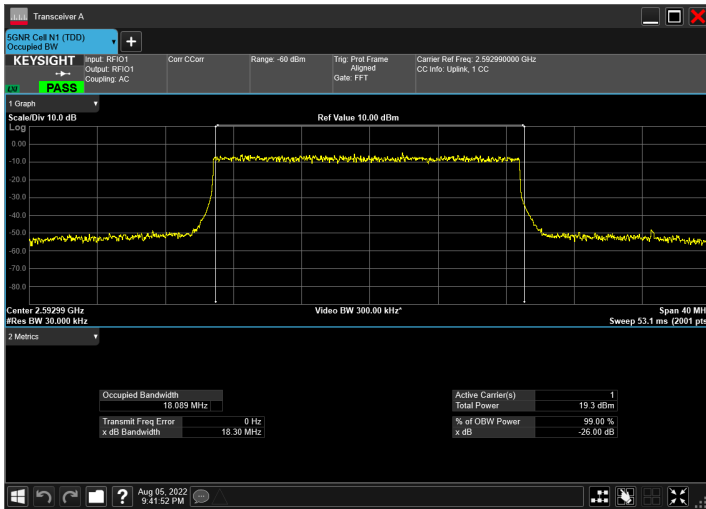 Transceiver A
5GNR Cell N1 (TDD)
Occupied BW
KEYSIGHT
Input: RFIO1
Output: RFIO1
Coupling: AC
Corr CCorr
Range: -60 dBm
Trig: Prot Frame
Aligned
Gate: FFT
Carrier Ref Freq: 2.592990000 GHz
CC Info: Uplink, 1 CC
LXI
PASS
1 Graph
Scale/Div 10.0 dB
Ref Value 10.00 dBm
Log
0.00
-10.0
-20.0
-30.0
-40.0
-50.0
-60.0
-70.0
-80.0
Center 2.59299 GHz
Video BW 300.00 kHz*
Span 40 MH
#Res BW 30.000 kHz
Sweep 53.1 ms (2001 pts
2 Metrics
Occupied Bandwidth
18.089 MHz
Transmit Freq Error 0 Hz
x dB Bandwidth 18.30 MHz
Active Carrier(s) 1
Total Power 19.3 dBm
% of OBW Power 99.00 %
x dB -26.00 dB
?
Aug 05, 2022
9:41:52 PM